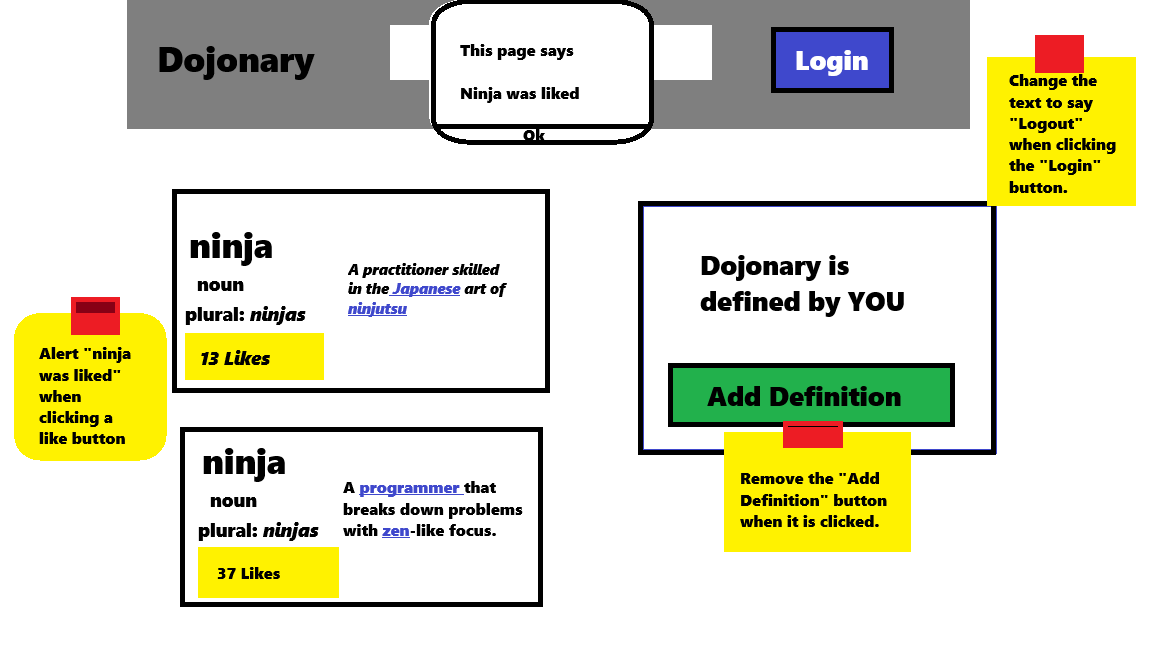 Dojonary
This page says
Ninja was liked
Ok
Login
Change the
text to say
"Logout"
when clicking
the "Login"
button.
ninja
noun
plural: ninjas
13 Likes
A practitioner skilled
in the Japanese art of
ninjutsu
Dojonary is
defined by YOU
Add Definition
Alert "ninja
was liked"
when
clicking a
like button
ninja
noun
plural: ninjas
37 Likes
A programmer that
breaks down problems
with zen-like focus.
Remove the "Add
Definition" button
when it is clicked.